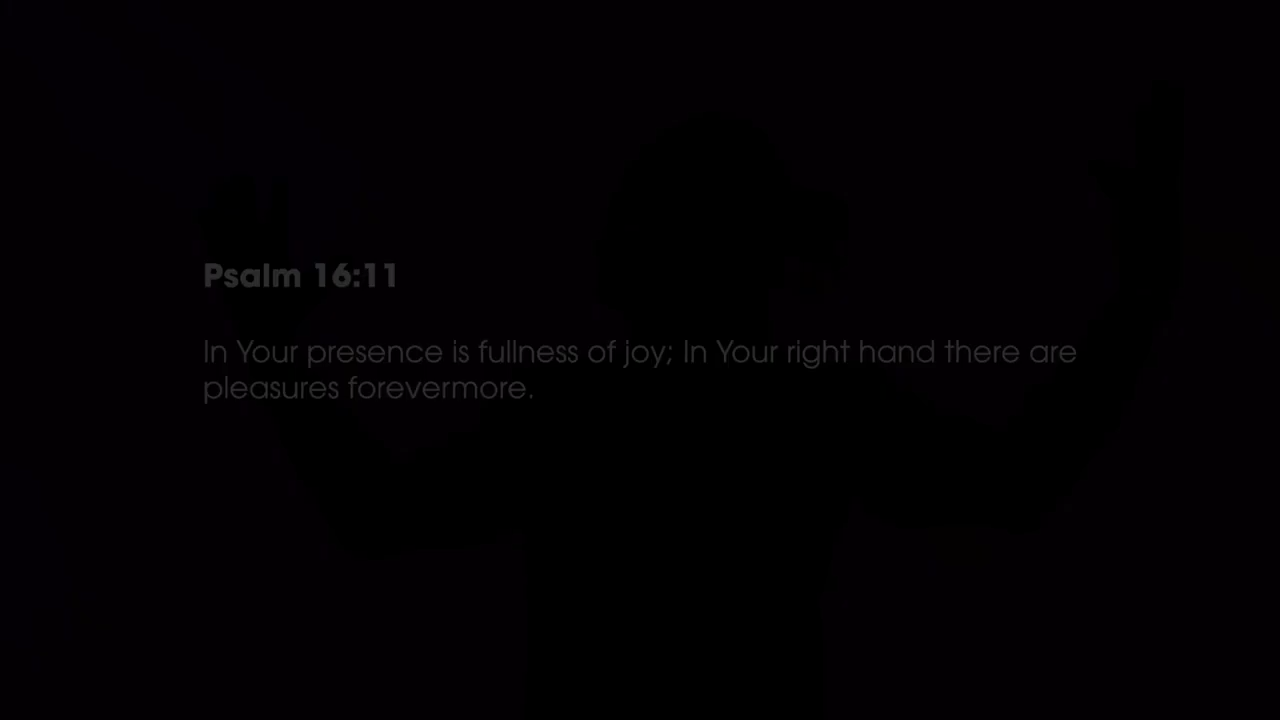 Psalm 16:11
In Your presence is fullness of joy; In Your right hand there are
pleasures forevermore.